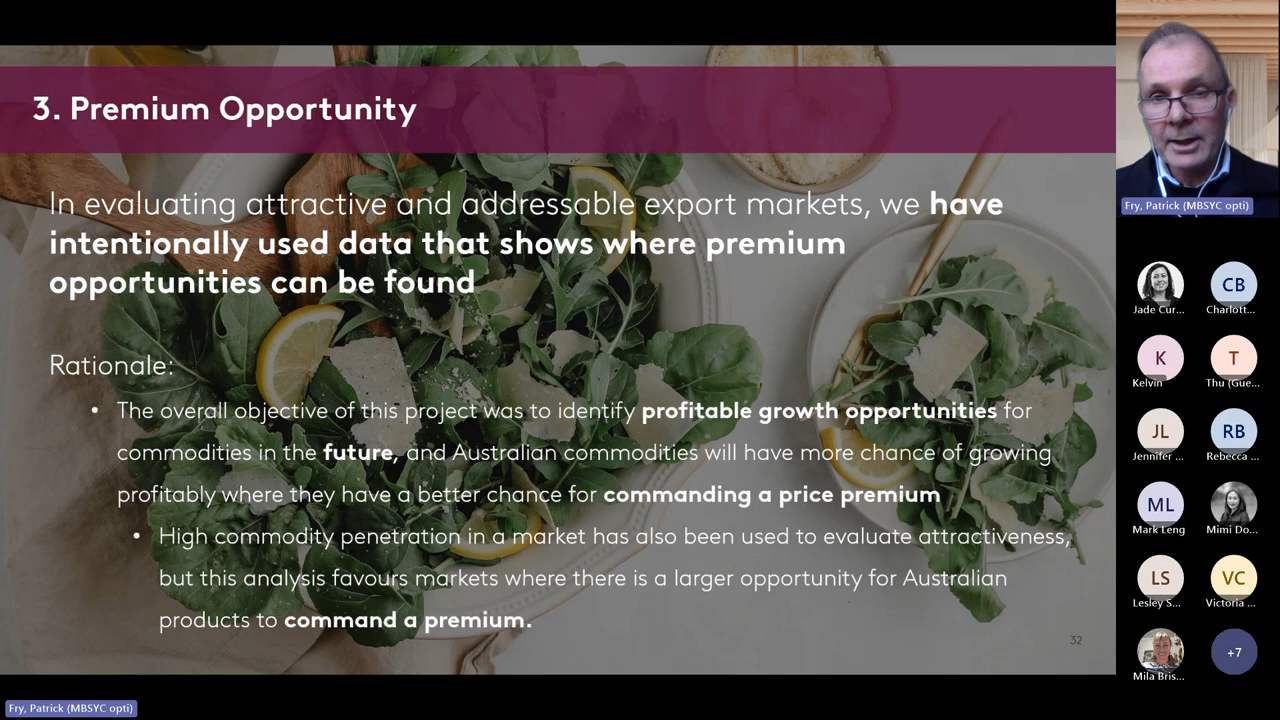 3. Premium Opportunity
In evaluating attractive and addressable export markets, we have
intentionally used data that shows where premium
opportunities can be found
Rationale:
• The overall objective of this project was to identify profitable growth opportunities for
commodities in the future, and Australian commodities will have more chance of growing
profitably where they have a better chance for commanding a price premium
• High commodity penetration in a market has also been used to evaluate attractiveness,
but this analysis favours markets where there is a larger opportunity for Australian
products to command a premium.
32
Fry, Patrick (MBSYC opti)
Fry, Patrick (MBSYC opti)
Jade Cur...
CB
Charlott...
K
Kelvin
T
Thu (Gue...
JL
Jennifer ...
RB
Rebecca ...
ML
Mark Leng
Mimi Do...
LS
Lesley S...
VC
Victoria ...
Mila Bris...
+7